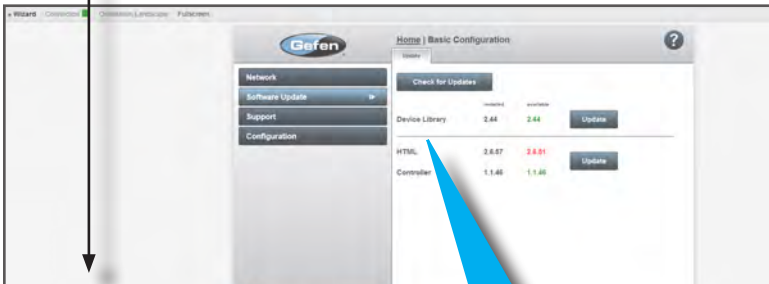 « Wizard Connection Orientation Landscape Fullscreen
Gefen
Home | Basic Configuration
?
Update
Network
Software Update
Support
Configuration
Check for Updates
installed available
Device Library 2.44 2.44 Update
HTML 2.6.57 2.6.51 Update
Controller 1.1.46 1.1.46